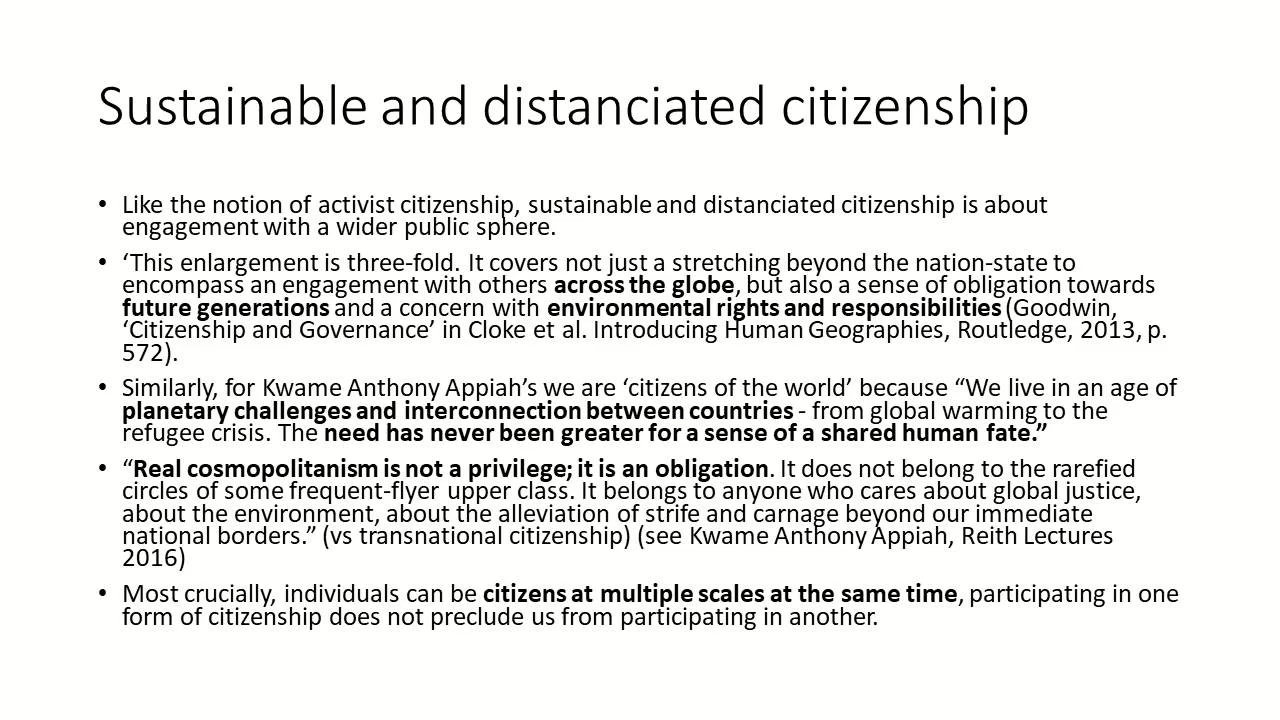 Sustainable and distanciated citizenship
• Like the notion of activist citizenship, sustainable and distanciated citizenship is about
engagement with a wider public sphere.
• ‘This enlargement is three-fold. It covers not just a stretching beyond the nation-state to
encompass an engagement with others across the globe, but also a sense of obligation towards
future generations and a concern with environmental rights and responsibilities (Goodwin,
‘Citizenship and Governance’ in Cloke et al. Introducing Human Geographies, Routledge, 2013, p.
572).
• Similarly, for Kwame Anthony Appiah’s we are ‘citizens of the world’ because “We live in an age of
planetary challenges and interconnection between countries - from global warming to the
refugee crisis. The need has never been greater for a sense of a shared human fate.”
• “Real cosmopolitanism is not a privilege; it is an obligation. It does not belong to the rarefied
circles of some frequent-flyer upper class. It belongs to anyone who cares about global justice,
about the environment, about the alleviation of strife and carnage beyond our immediate
national borders.” (vs transnational citizenship) (see Kwame Anthony Appiah, Reith Lectures
2016)
• Most crucially, individuals can be citizens at multiple scales at the same time, participating in one
form of citizenship does not preclude us from participating in another.